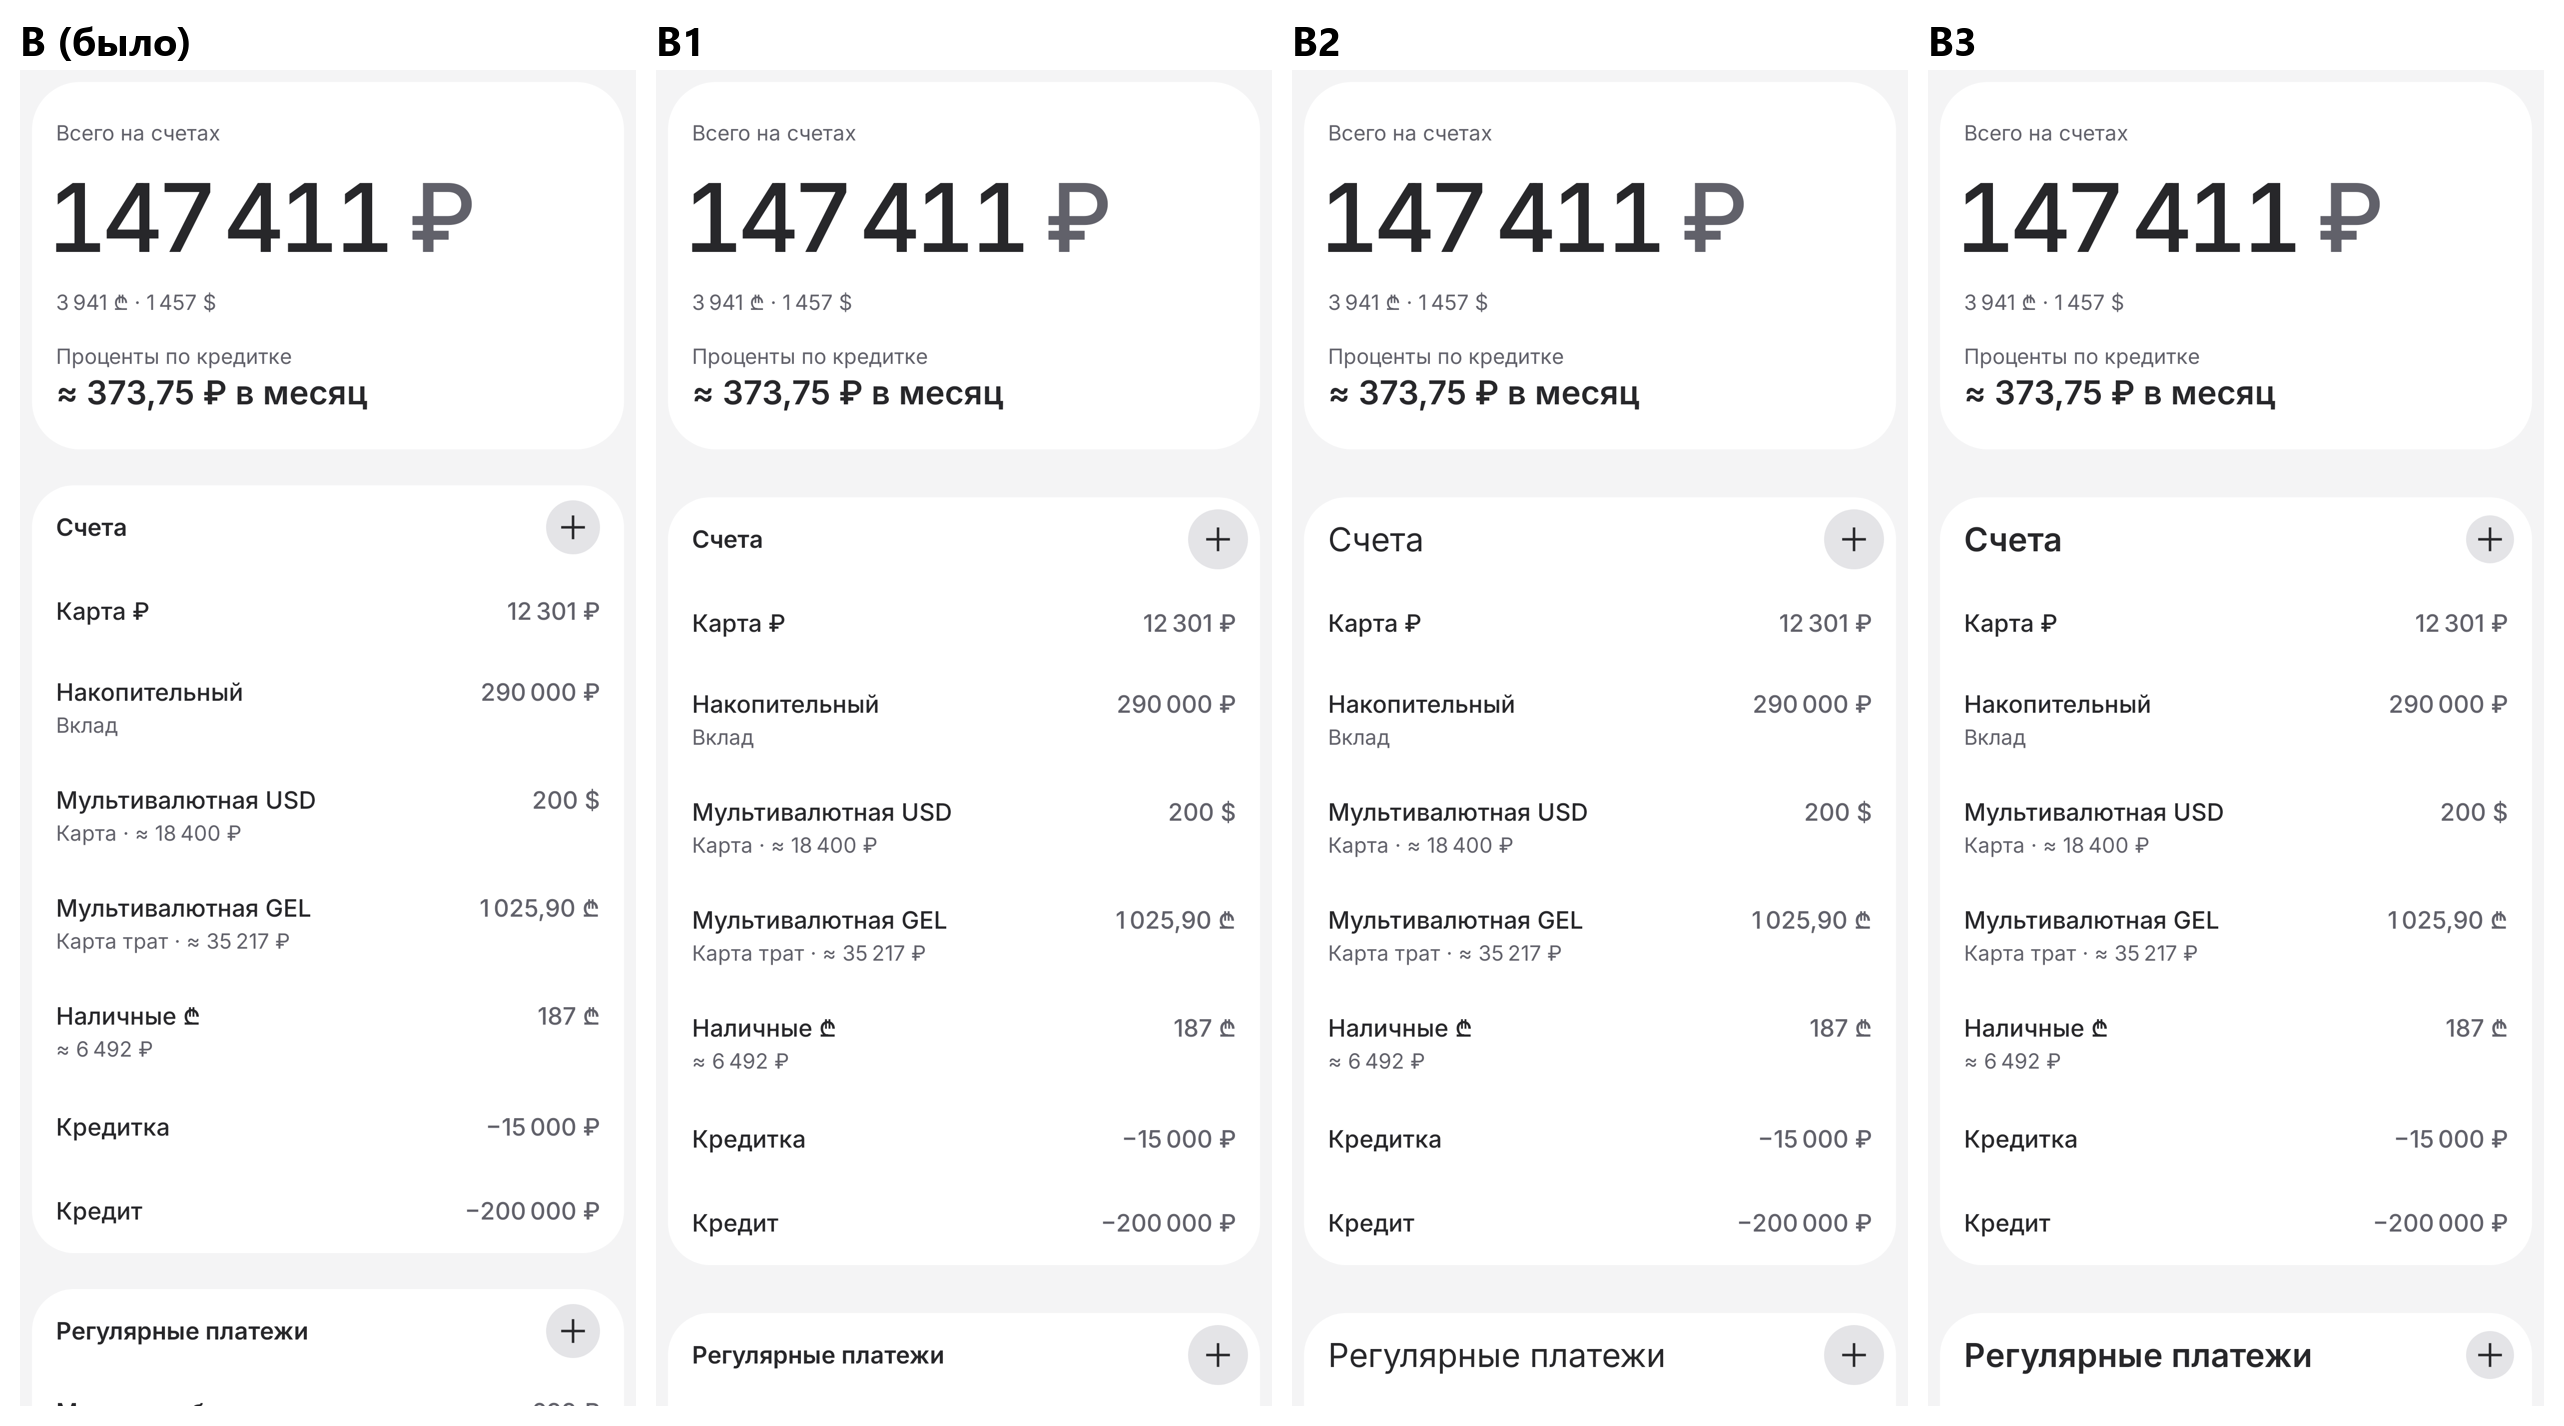 В (было)
Всего на счетах
147 411 ₽
3 941 ₾ · 1 457 $
Проценты по кредитке
≈ 373,75 ₽ в месяц
Счета
Карта ₽ 12 301 ₽
Накопительный 290 000 ₽
Вклад
Мультивалютная USD 200 $
Карта · ≈ 18 400 ₽
Мультивалютная GEL 1 025,90 ₾
Карта трат · ≈ 35 217 ₽
Наличные ₾ 187 ₾
≈ 6 492 ₽
Кредитка −15 000 ₽
Кредит −200 000 ₽
Регулярные платежи
В1
Всего на счетах
147 411 ₽
3 941 ₾ · 1 457 $
Проценты по кредитке
≈ 373,75 ₽ в месяц
Счета
Карта ₽ 12 301 ₽
Накопительный 290 000 ₽
Вклад
Мультивалютная USD 200 $
Карта · ≈ 18 400 ₽
Мультивалютная GEL 1 025,90 ₾
Карта трат · ≈ 35 217 ₽
Наличные ₾ 187 ₾
≈ 6 492 ₽
Кредитка −15 000 ₽
Кредит −200 000 ₽
Регулярные платежи
В2
Всего на счетах
147 411 ₽
3 941 ₾ · 1 457 $
Проценты по кредитке
≈ 373,75 ₽ в месяц
Счета
Карта ₽ 12 301 ₽
Накопительный 290 000 ₽
Вклад
Мультивалютная USD 200 $
Карта · ≈ 18 400 ₽
Мультивалютная GEL 1 025,90 ₾
Карта трат · ≈ 35 217 ₽
Наличные ₾ 187 ₾
≈ 6 492 ₽
Кредитка −15 000 ₽
Кредит −200 000 ₽
Регулярные платежи
В3
Всего на счетах
147 411 ₽
3 941 ₾ · 1 457 $
Проценты по кредитке
≈ 373,75 ₽ в месяц
Счета
Карта ₽ 12 301 ₽
Накопительный 290 000 ₽
Вклад
Мультивалютная USD 200 $
Карта · ≈ 18 400 ₽
Мультивалютная GEL 1 025,90 ₾
Карта трат · ≈ 35 217 ₽
Наличные ₾ 187 ₾
≈ 6 492 ₽
Кредитка −15 000 ₽
Кредит −200 000 ₽
Регулярные платежи